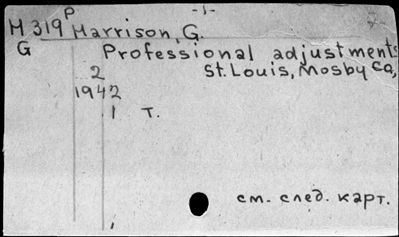 -1-
P
M 319 Harrison, G.
G Professional adjustments
2 St. Louis, Mosby Co,
1942
1 т.
см. след. карт.